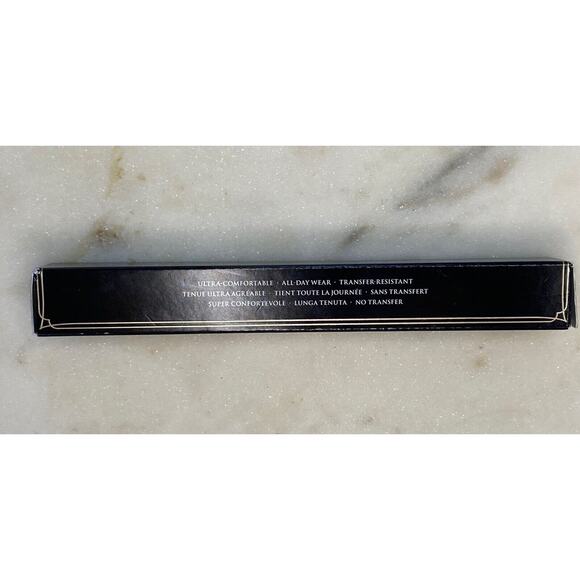 ULTRA-COMFORTABLE · ALL-DAY WEAR · TRANSFER-RESISTANT
TENUE ULTRA AGRÉABLE · TIENT TOUTE LA JOURNÉE · SANS TRANSFERT
SUPER CONFORTEVOLE · LUNGA TENUTA · NO TRANSFER